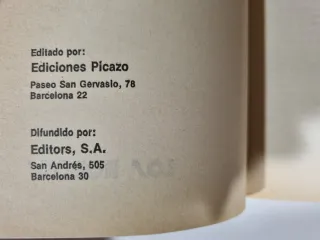 Editado por:
Ediciones Picazo
Paseo San Gervasio, 78
Barcelona 22
Difundido por:
Editors, S.A.
San Andrés, 505
Barcelona 30